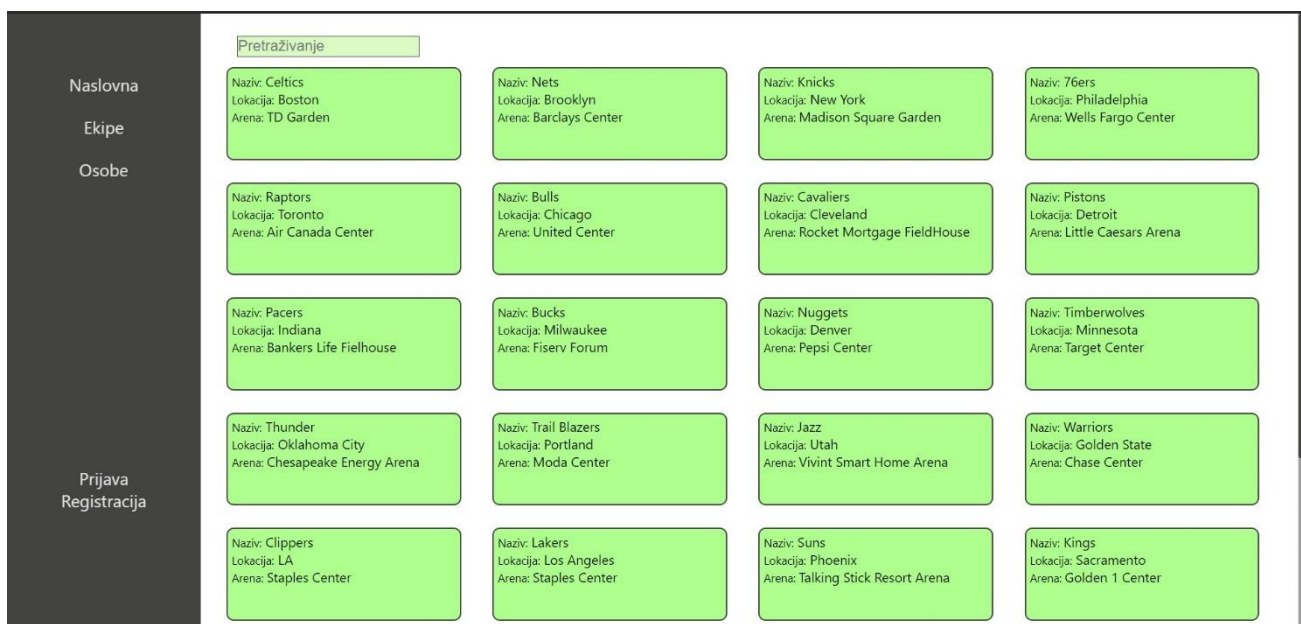 Naslovna
Ekipe
Osobe
Prijava
Registracija
Pretraživanje
Naziv: Celtics
Lokacija: Boston
Arena: TD Garden
Naziv: Nets
Lokacija: Brooklyn
Arena: Barclays Center
Naziv: Knicks
Lokacija: New York
Arena: Madison Square Garden
Naziv: 76ers
Lokacija: Philadelphia
Arena: Wells Fargo Center
Naziv: Raptors
Lokacija: Toronto
Arena: Air Canada Center
Naziv: Bulls
Lokacija: Chicago
Arena: United Center
Naziv: Cavaliers
Lokacija: Cleveland
Arena: Rocket Mortgage FieldHouse
Naziv: Pistons
Lokacija: Detroit
Arena: Little Caesars Arena
Naziv: Pacers
Lokacija: Indiana
Arena: Bankers Life Fielhouse
Naziv: Bucks
Lokacija: Milwaukee
Arena: Fiserv Forum
Naziv: Nuggets
Lokacija: Denver
Arena: Pepsi Center
Naziv: Timberwolves
Lokacija: Minnesota
Arena: Target Center
Naziv: Thunder
Lokacija: Oklahoma City
Arena: Chesapeake Energy Arena
Naziv: Trail Blazers
Lokacija: Portland
Arena: Moda Center
Naziv: Jazz
Lokacija: Utah
Arena: Vivint Smart Home Arena
Naziv: Warriors
Lokacija: Golden State
Arena: Chase Center
Naziv: Clippers
Lokacija: LA
Arena: Staples Center
Naziv: Lakers
Lokacija: Los Angeles
Arena: Staples Center
Naziv: Suns
Lokacija: Phoenix
Arena: Talking Stick Resort Arena
Naziv: Kings
Lokacija: Sacramento
Arena: Golden 1 Center